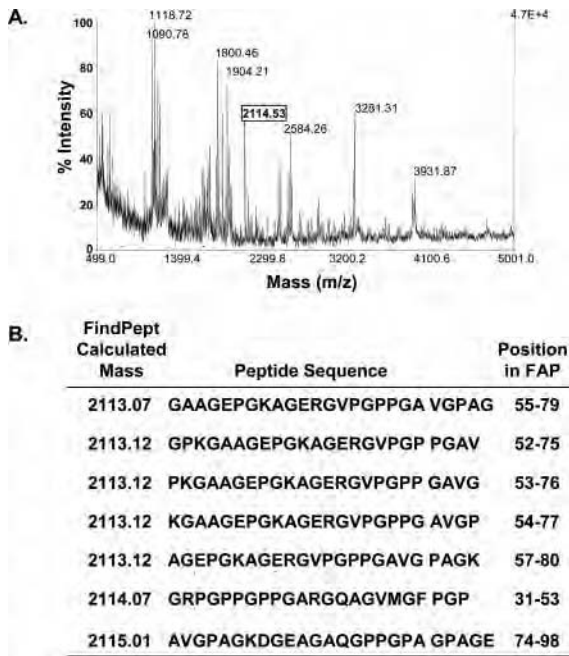 A.
100
4.7E+4
1118.72
1090.78
1800.46
1904.21
80
2114.53
3281.31
2584.26
60
% Intensity
40
3931.87
20
0
499.0 1399.4 2299.8 3200.2 4100.6 5001.0
Mass (m/z)
B.
FindPept Calculated Mass Peptide Sequence Position in FAP
2113.07 GAAGEPGKAGERGVPGPPGA VGPAG 55-79
2113.12 GPKGAAGEPGKAGERGVPGP PGAV 52-75
2113.12 PKGAAGEPGKAGERGVPGPP GAVG 53-76
2113.12 KGAAGEPGKAGERGVPGPPG AVGP 54-77
2113.12 AGEPGKAGERGVPGPPGAVG PAGK 57-80
2114.07 GRPGPPGPPGARGQAGVMGF PGP 31-53
2115.01 AVGPAGKDGEAGAQGPPGPA GPAGE 74-98